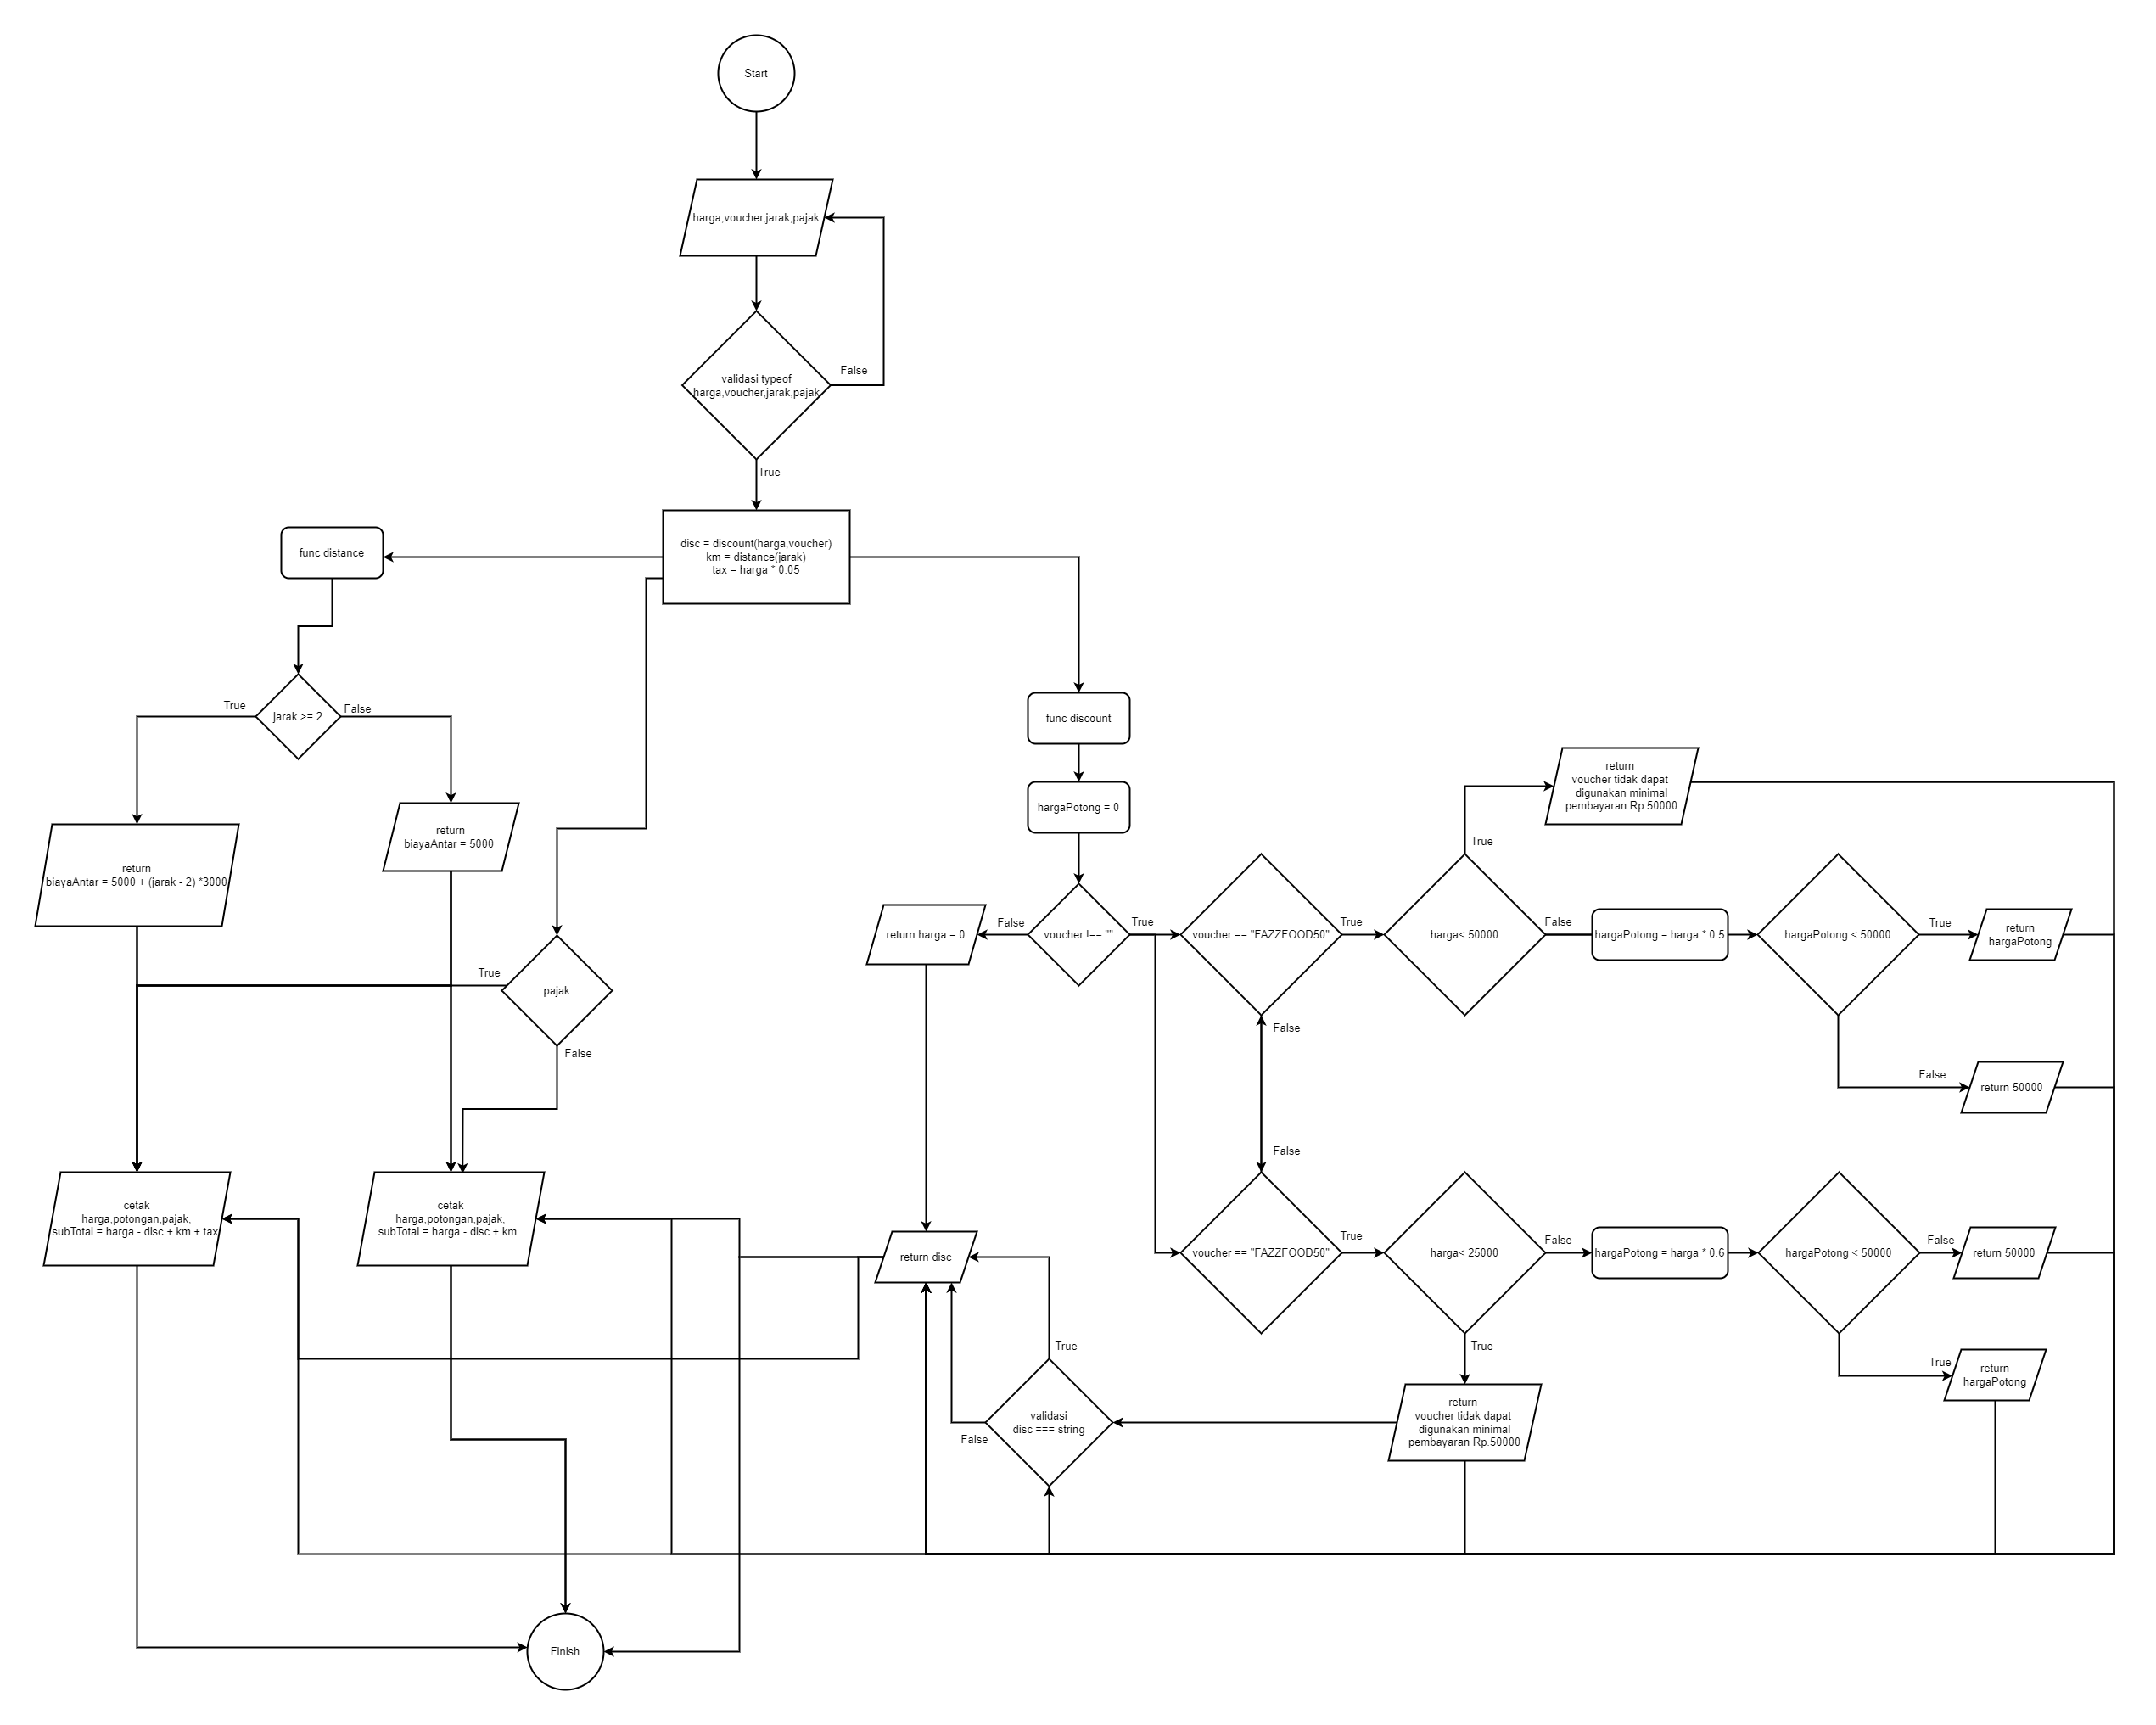 Start
harga,voucher,jarak,pajak
validasi typeof
harga,voucher,jarak,pajak
False
True
disc = discount(harga,voucher)
km = distance(jarak)
tax = harga * 0.05
func distance
jarak >= 2
True
False
return
biayaAntar = 5000
return
biayaAntar = 5000 + (jarak - 2) *3000
pajak
True
False
func discount
hargaPotong = 0
voucher !== ""
False
True
return harga = 0
voucher == "FAZZFOOD50"
True
False
harga< 50000
True
return
voucher tidak dapat
digunakan minimal
pembayaran Rp.50000
False
hargaPotong = harga * 0.5
hargaPotong < 50000
True
return
hargaPotong
False
return 50000
False
voucher == "FAZZFOOD50"
True
harga< 25000
False
hargaPotong = harga * 0.6
hargaPotong < 50000
False
return 50000
True
return
hargaPotong
True
return
voucher tidak dapat
digunakan minimal
pembayaran Rp.50000
validasi
disc === string
True
False
return disc
cetak
harga,potongan,pajak,
subTotal = harga - disc + km + tax
cetak
harga,potongan,pajak,
subTotal = harga - disc + km
Finish